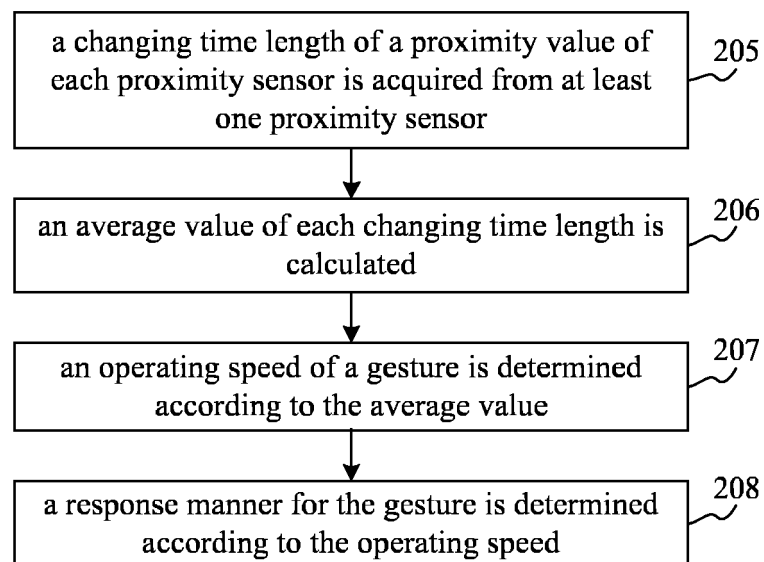 a changing time length of a proximity value of
each proximity sensor is acquired from at least
one proximity sensor
205
an average value of each changing time length is
calculated
206
an operating speed of a gesture is determined
according to the average value
207
a response manner for the gesture is determined
according to the operating speed
208